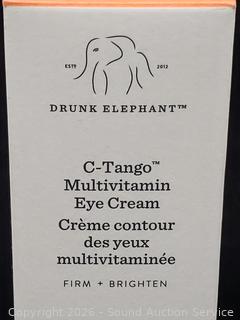 ESTD 2012
DRUNK ELEPHANT™
C-Tango™
Multivitamin
Eye Cream
Crème contour
des yeux
multivitaminée
FIRM + BRIGHTEN
Copyright 2026 - Sound Auction Service